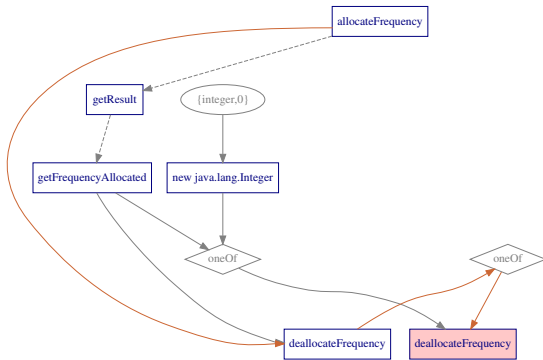 allocateFrequency
getResult
{integer,0}
getFrequencyAllocated
new java.lang.Integer
oneOf
oneOf
deallocateFrequency
deallocateFrequency